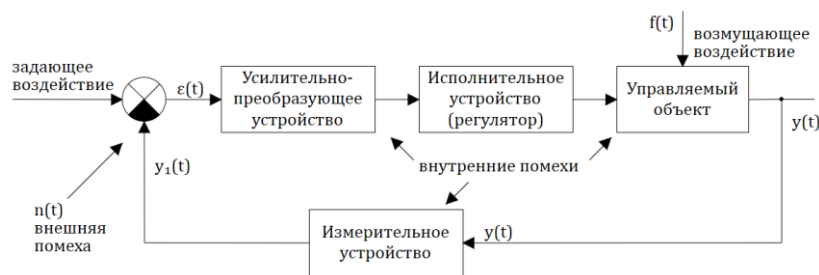 f(t)
возмущающее
воздействие
задающее
воздействие
ε(t)
Усилительно-
преобразующее
устройство
Исполнительное
устройство
(регулятор)
Управляемый
объект
y(t)
y₁(t)
внутренние помехи
n(t)
внешняя
помеха
Измерительное
устройство
y(t)